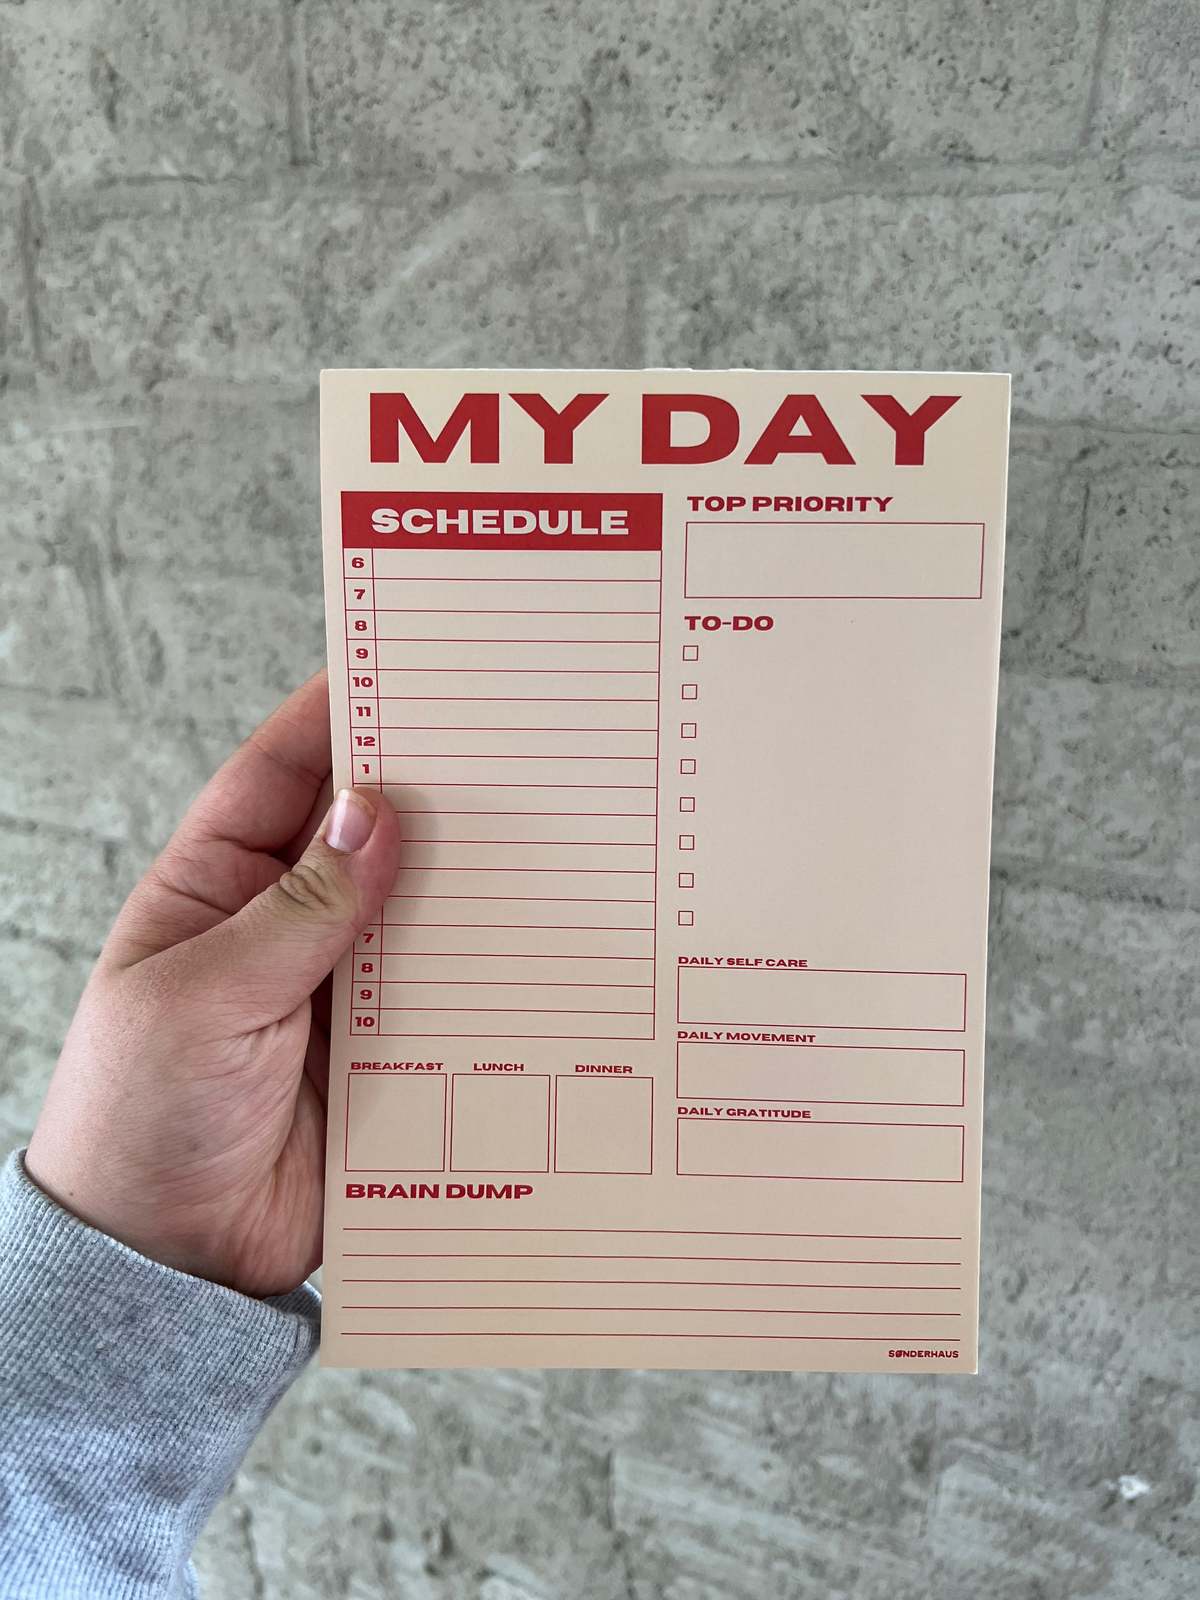 MY DAY
SCHEDULE
6
7
8
9
10
11
12
1
7
8
9
10
BREAKFAST LUNCH DINNER
TOP PRIORITY
TO-DO
DAILY SELF CARE
DAILY MOVEMENT
DAILY GRATITUDE
BRAIN DUMP
SØNDERHAUS